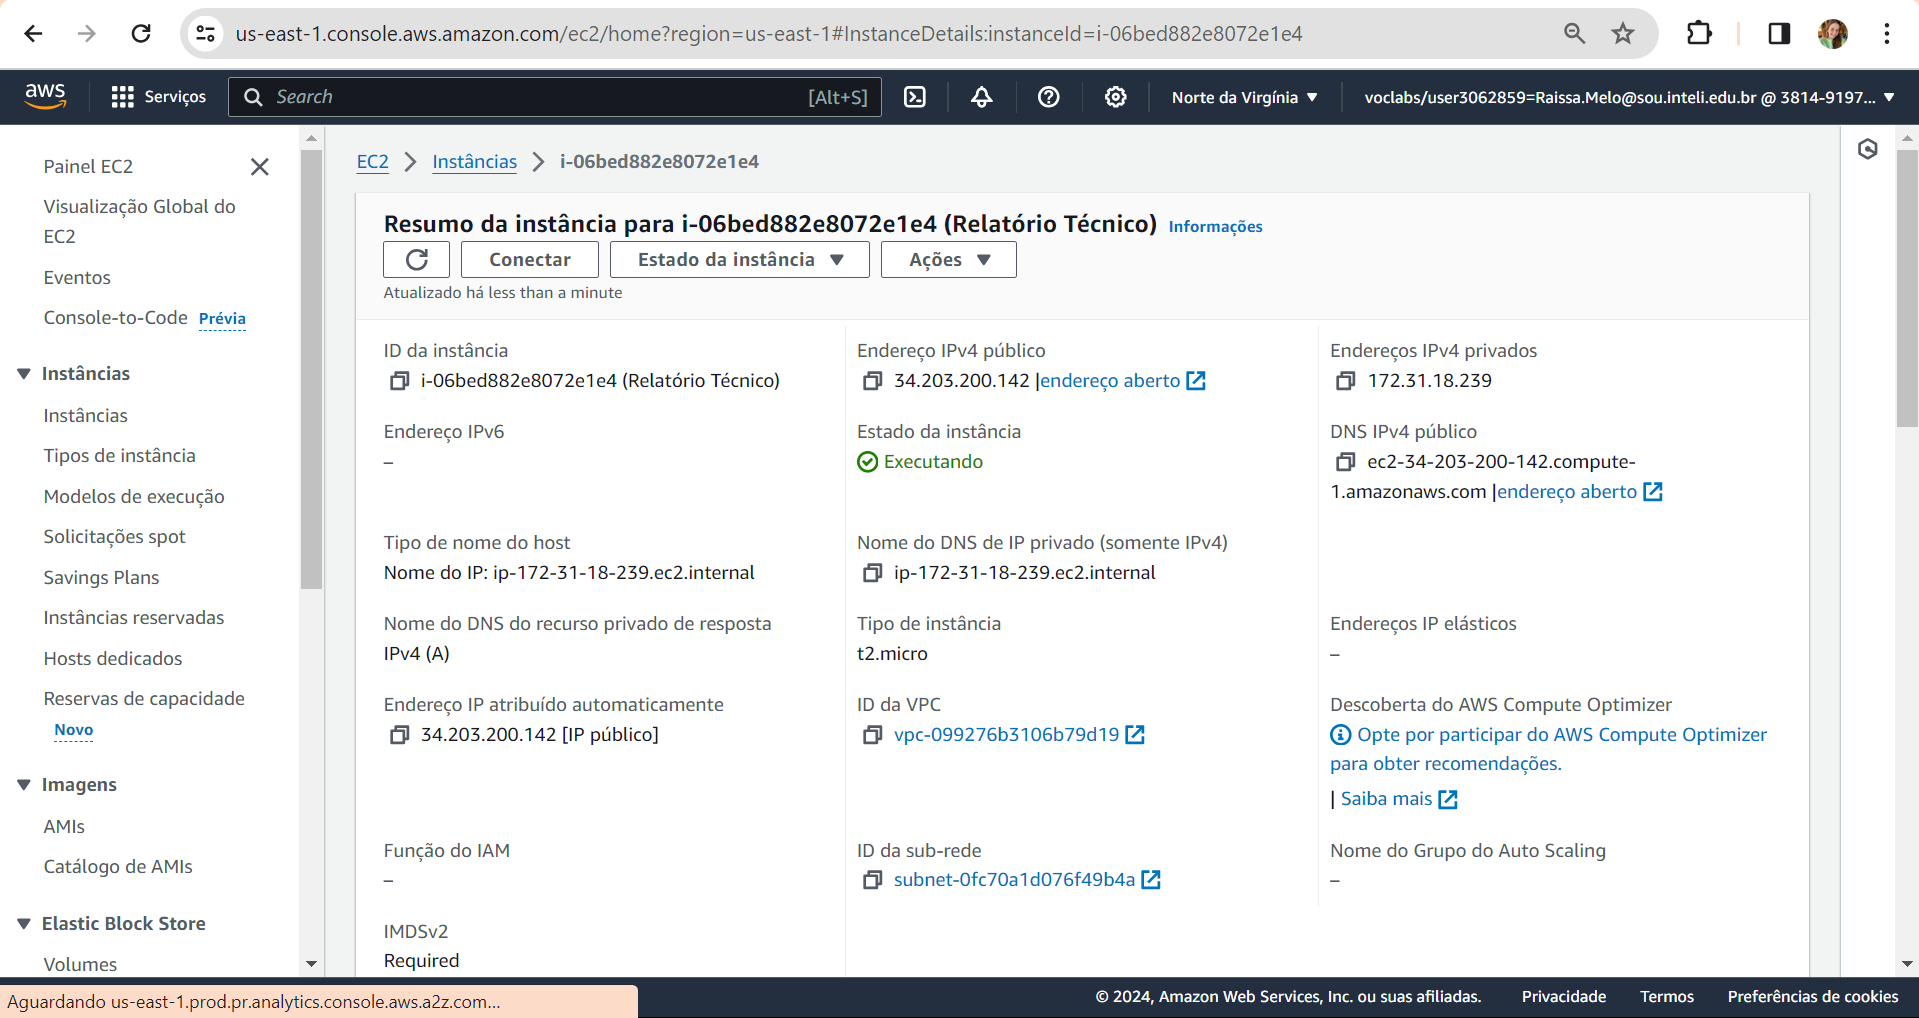 us-east-1.console.aws.amazon.com/ec2/home?region=us-east-1#InstanceDetails:instanceId=i-06bed882e8072e1e4
aws
Serviços
Search
[Alt+S]
Norte da Virgínia
voclabs/user3062859=Raissa.Melo@sou.inteli.edu.br @ 3814-9197...
Painel EC2
Visualização Global do
EC2
Eventos
Console-to-Code Prévia
Instâncias
Instâncias
Tipos de instância
Modelos de execução
Solicitações spot
Savings Plans
Instâncias reservadas
Hosts dedicados
Reservas de capacidade
Novo
Imagens
AMIs
Catálogo de AMIs
Elastic Block Store
Volumes
EC2 > Instâncias > i-06bed882e8072e1e4
Resumo da instância para i-06bed882e8072e1e4 (Relatório Técnico) Informações
Conectar
Estado da instância
Ações
Atualizado há less than a minute
ID da instância
i-06bed882e8072e1e4 (Relatório Técnico)
Endereço IPv4 público
34.203.200.142 |endereço aberto
Endereços IPv4 privados
172.31.18.239
Endereço IPv6
–
Estado da instância
Executando
DNS IPv4 público
ec2-34-203-200-142.compute-
1.amazonaws.com |endereço aberto
Tipo de nome do host
Nome do IP: ip-172-31-18-239.ec2.internal
Nome do DNS de IP privado (somente IPv4)
ip-172-31-18-239.ec2.internal
Nome do DNS do recurso privado de resposta
IPv4 (A)
Tipo de instância
t2.micro
Endereços IP elásticos
–
Endereço IP atribuído automaticamente
34.203.200.142 [IP público]
ID da VPC
vpc-099276b3106b79d19
Descoberta do AWS Compute Optimizer
Opte por participar do AWS Compute Optimizer
para obter recomendações.
| Saiba mais
Função do IAM
–
ID da sub-rede
subnet-0fc70a1d076f49b4a
Nome do Grupo do Auto Scaling
–
IMDSv2
Required
Aguardando us-east-1.prod.pr.analytics.console.aws.a2z.com...
© 2024, Amazon Web Services, Inc. ou suas afiliadas.
Privacidade
Termos
Preferências de cookies